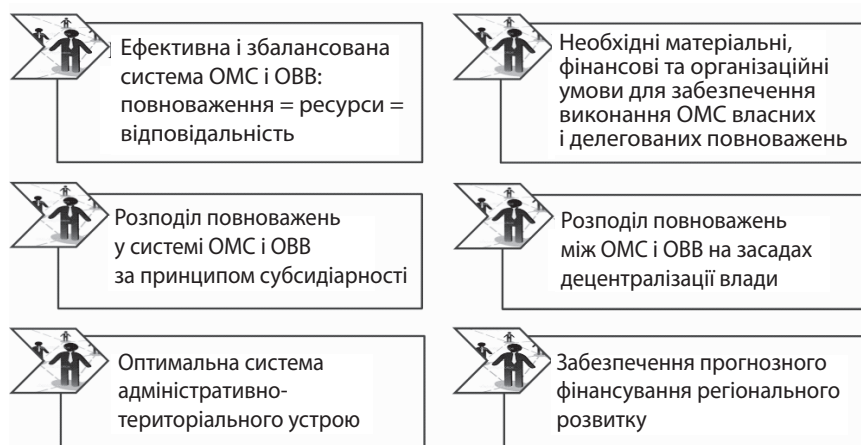 Ефективна і збалансована
система ОМС і ОВВ:
повноваження = ресурси =
відповідальність
Необхідні матеріальні,
фінансові та організаційні
умови для забезпечення
виконання ОМС власних
і делегованих повноважень
Розподіл повноважень
у системі ОМС і ОВВ
за принципом субсидіарності
Розподіл повноважень
між ОМС і ОВВ на засадах
децентралізації влади
Оптимальна система
адміністративно-
територіального устрою
Забезпечення прогнозного
фінансування регіонального
розвитку